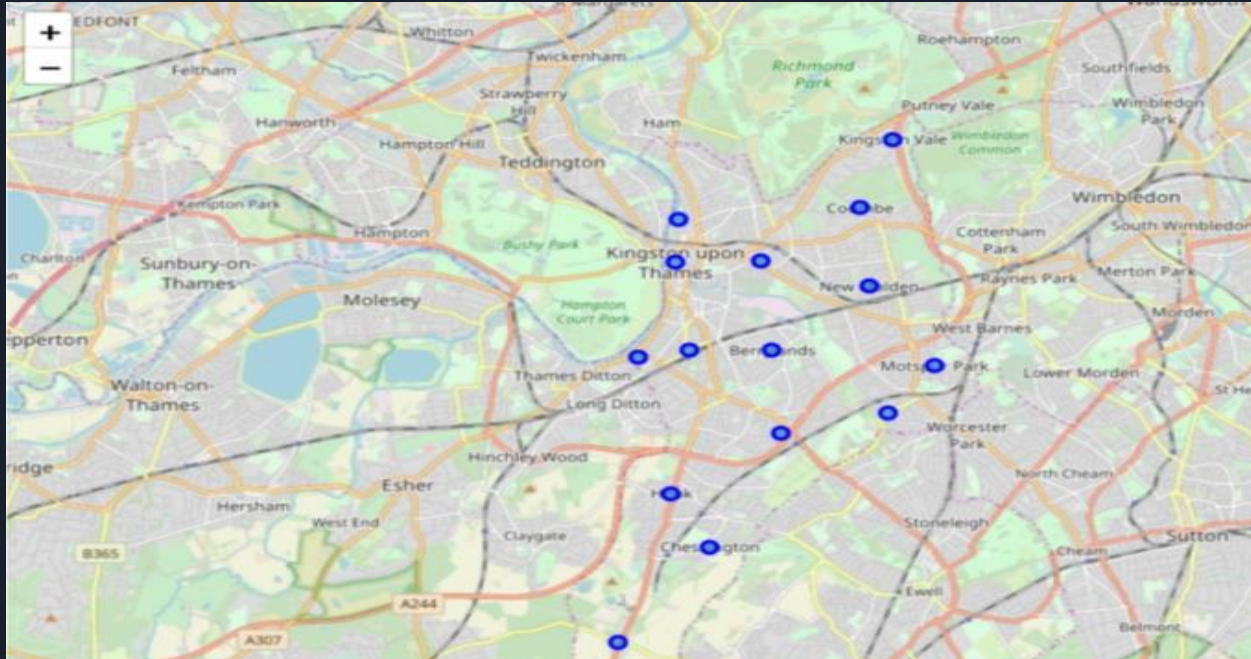 +
−
EDFONT
Whitton
Roehampton
Feltham
Twickenham
Richmond
Park
Southfields
Strawberry
Hill
Putney Vale
Wimbledon
Park
Hanworth
Ham
Hampton Hill
Vale
Wimbledon
Common
Teddington
Kempton Park
Wimbledon
Hampton
Bushy Park
Cottenham
Park
South Wimbledon
Charlton
Sunbury-on-
Thames
Kingston upon
Thames
Merton Park
Raynes Park
New
Molesey
Hampton
Court Park
Morden
West Barnes
epperton
Thames Ditton
Park
Lower Morden
Walton-on-
Thames
Long Ditton
St He
Worcester
Park
Hinchley Wood
ridge
North Cheam
Esher
Hersham
West End
Stoneleigh
Claygate
Sutton
B365
Cheam
Ewell
A244
Belmont
A307